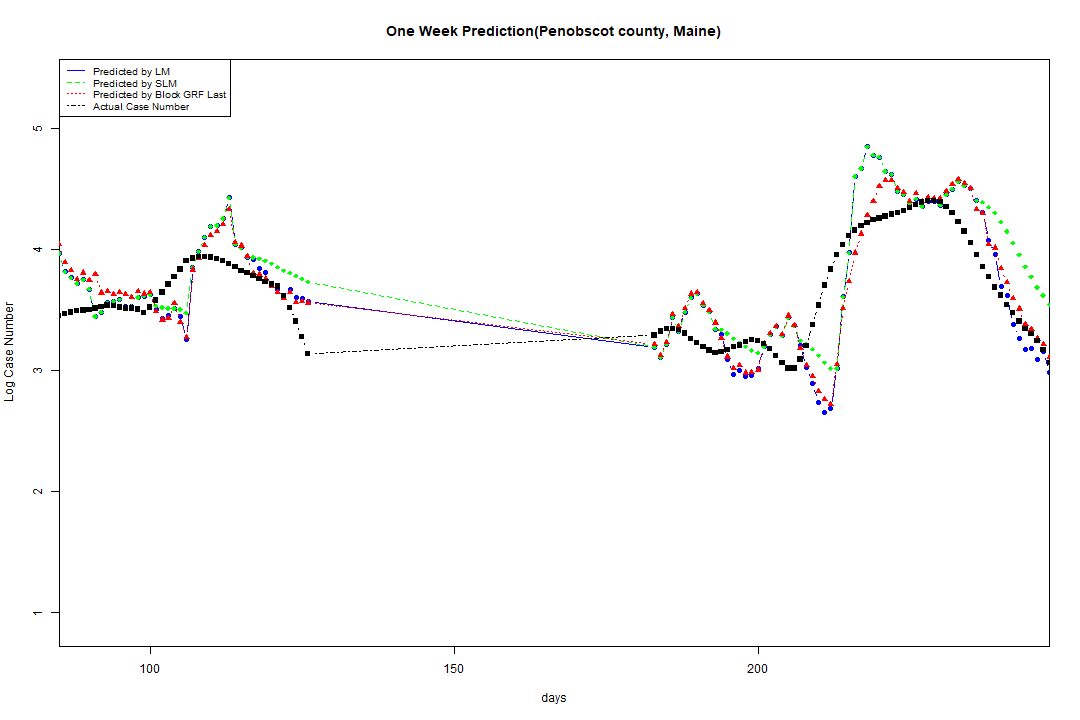 One Week Prediction(Penobscot county, Maine)
Predicted by LM
Predicted by SLM
Predicted by Block GRF Last
Actual Case Number
Log Case Number
5
4
3
2
1
100 150 200
days